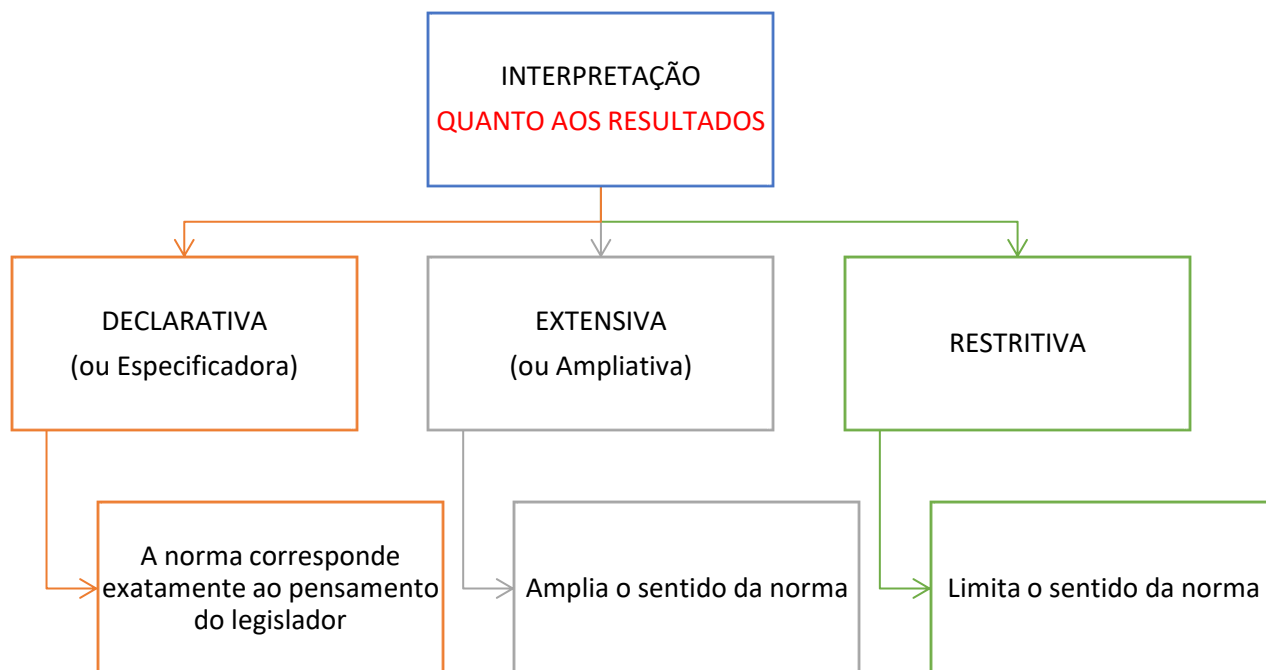 INTERPRETAÇÃO
QUANTO AOS RESULTADOS
DECLARATIVA
(ou Especificadora)
EXTENSIVA
(ou Ampliativa)
RESTRITIVA
A norma corresponde
exatamente ao pensamento
do legislador
Amplia o sentido da norma
Limita o sentido da norma